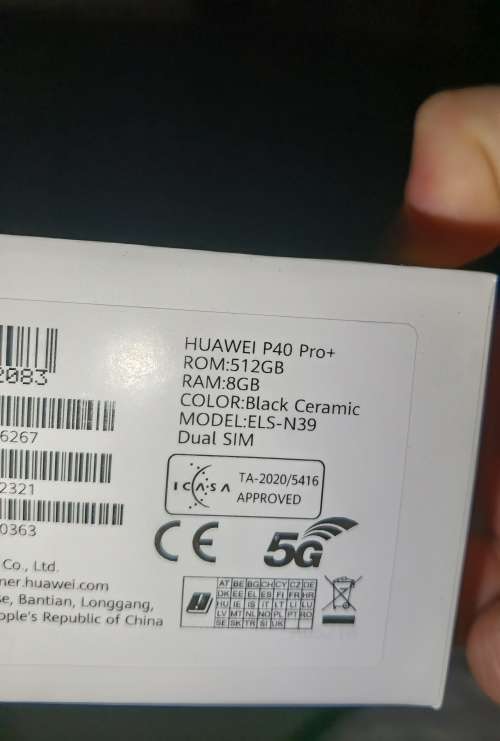 2083
6267
2321
0363
HUAWEI P40 Pro+
ROM:512GB
RAM:8GB
COLOR:Black Ceramic
MODEL:ELS-N39
Dual SIM
ICASA
TA-2020/5416
APPROVED
CE
5G
Co., Ltd.
ner.huawei.com
se, Bantian, Longgang,
ople's Republic of China
AT BE BG CH CY CZ DE
DK EE EL ES FI FR HR
HU IE IS IT LT LI LU
LV MT NL NO PL PT RO
SE SK TR SI UK